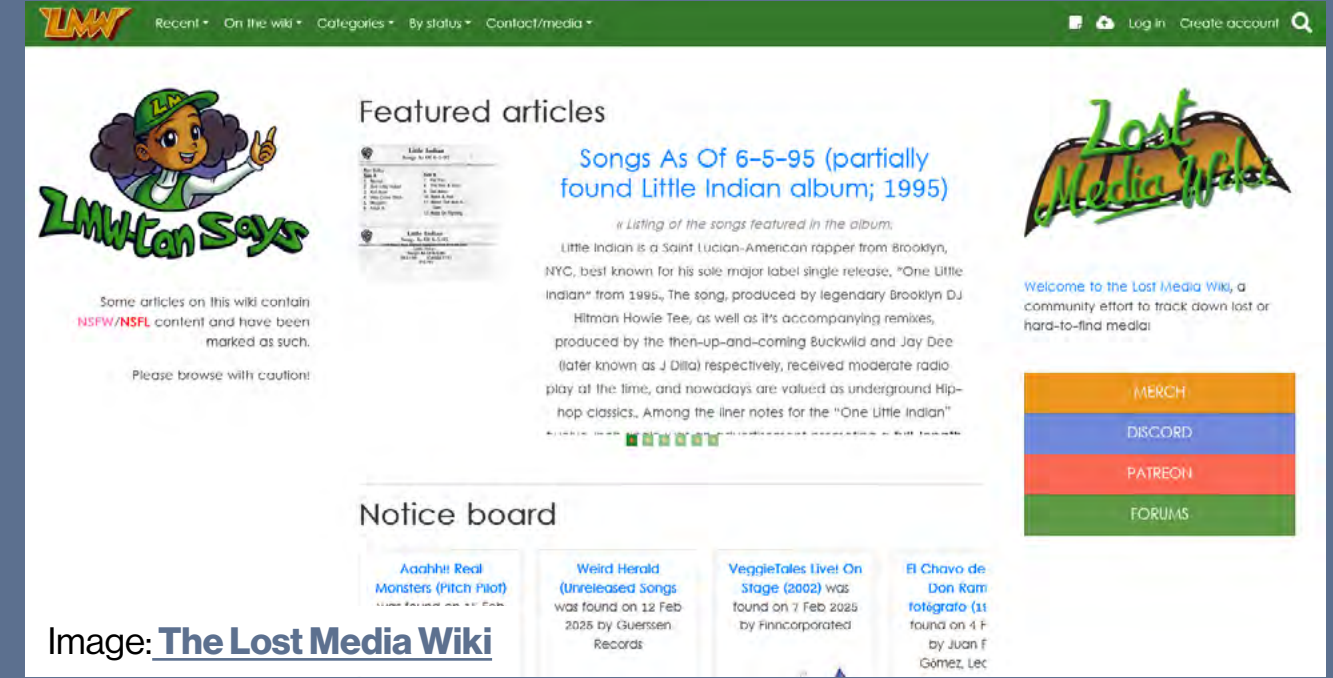 LMW
Recent
On the wiki
Categories
By status
Contact/media
Log in
Create account
LM
LMW-tan Says
Some articles on this wiki contain
NSFW/NSFL content and have been
marked as such.
Please browse with caution!
Featured articles
Little Indian
Songs As Of 6-5-95
Songs As Of 6-5-95 (partially
found Little Indian album; 1995)
« Listing of the songs featured in the album.
Little Indian is a Saint Lucian-American rapper from Brooklyn,
NYC, best known for his sole major label single release, "One Little
Indian" from 1995., The song, produced by legendary Brooklyn DJ
Hitman Howie Tee, as well as it's accompanying remixes,
produced by the then-up-and-coming Buckwild and Jay Dee
(later known as J Dilla) respectively, received moderate radio
play at the time, and nowadays are valued as underground Hip-
hop classics., Among the liner notes for the "One Little Indian"
Lost
Media Wiki
Welcome to the Lost Media Wiki, a
community effort to track down lost or
hard-to-find media!
MERCH
DISCORD
PATREON
FORUMS
Notice board
Aaahh!! Real
Monsters (Pitch Pilot)
Weird Herald
(Unreleased Songs
was found on 12 Feb
2025 by Guerssen
Records
VeggieTales Live! On
Stage (2002) was
found on 7 Feb 2025
by Finncorporated
El Chavo de
Don Ram
fotógrafo (
found on 4 F
by Juan F
Gómez, Leo
Image: The Lost Media Wiki